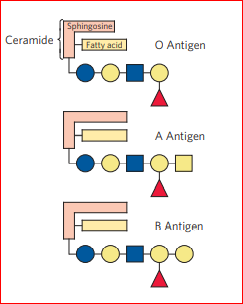 Sphingosine
Ceramide
Fatty acid
O Antigen
A Antigen
R Antigen